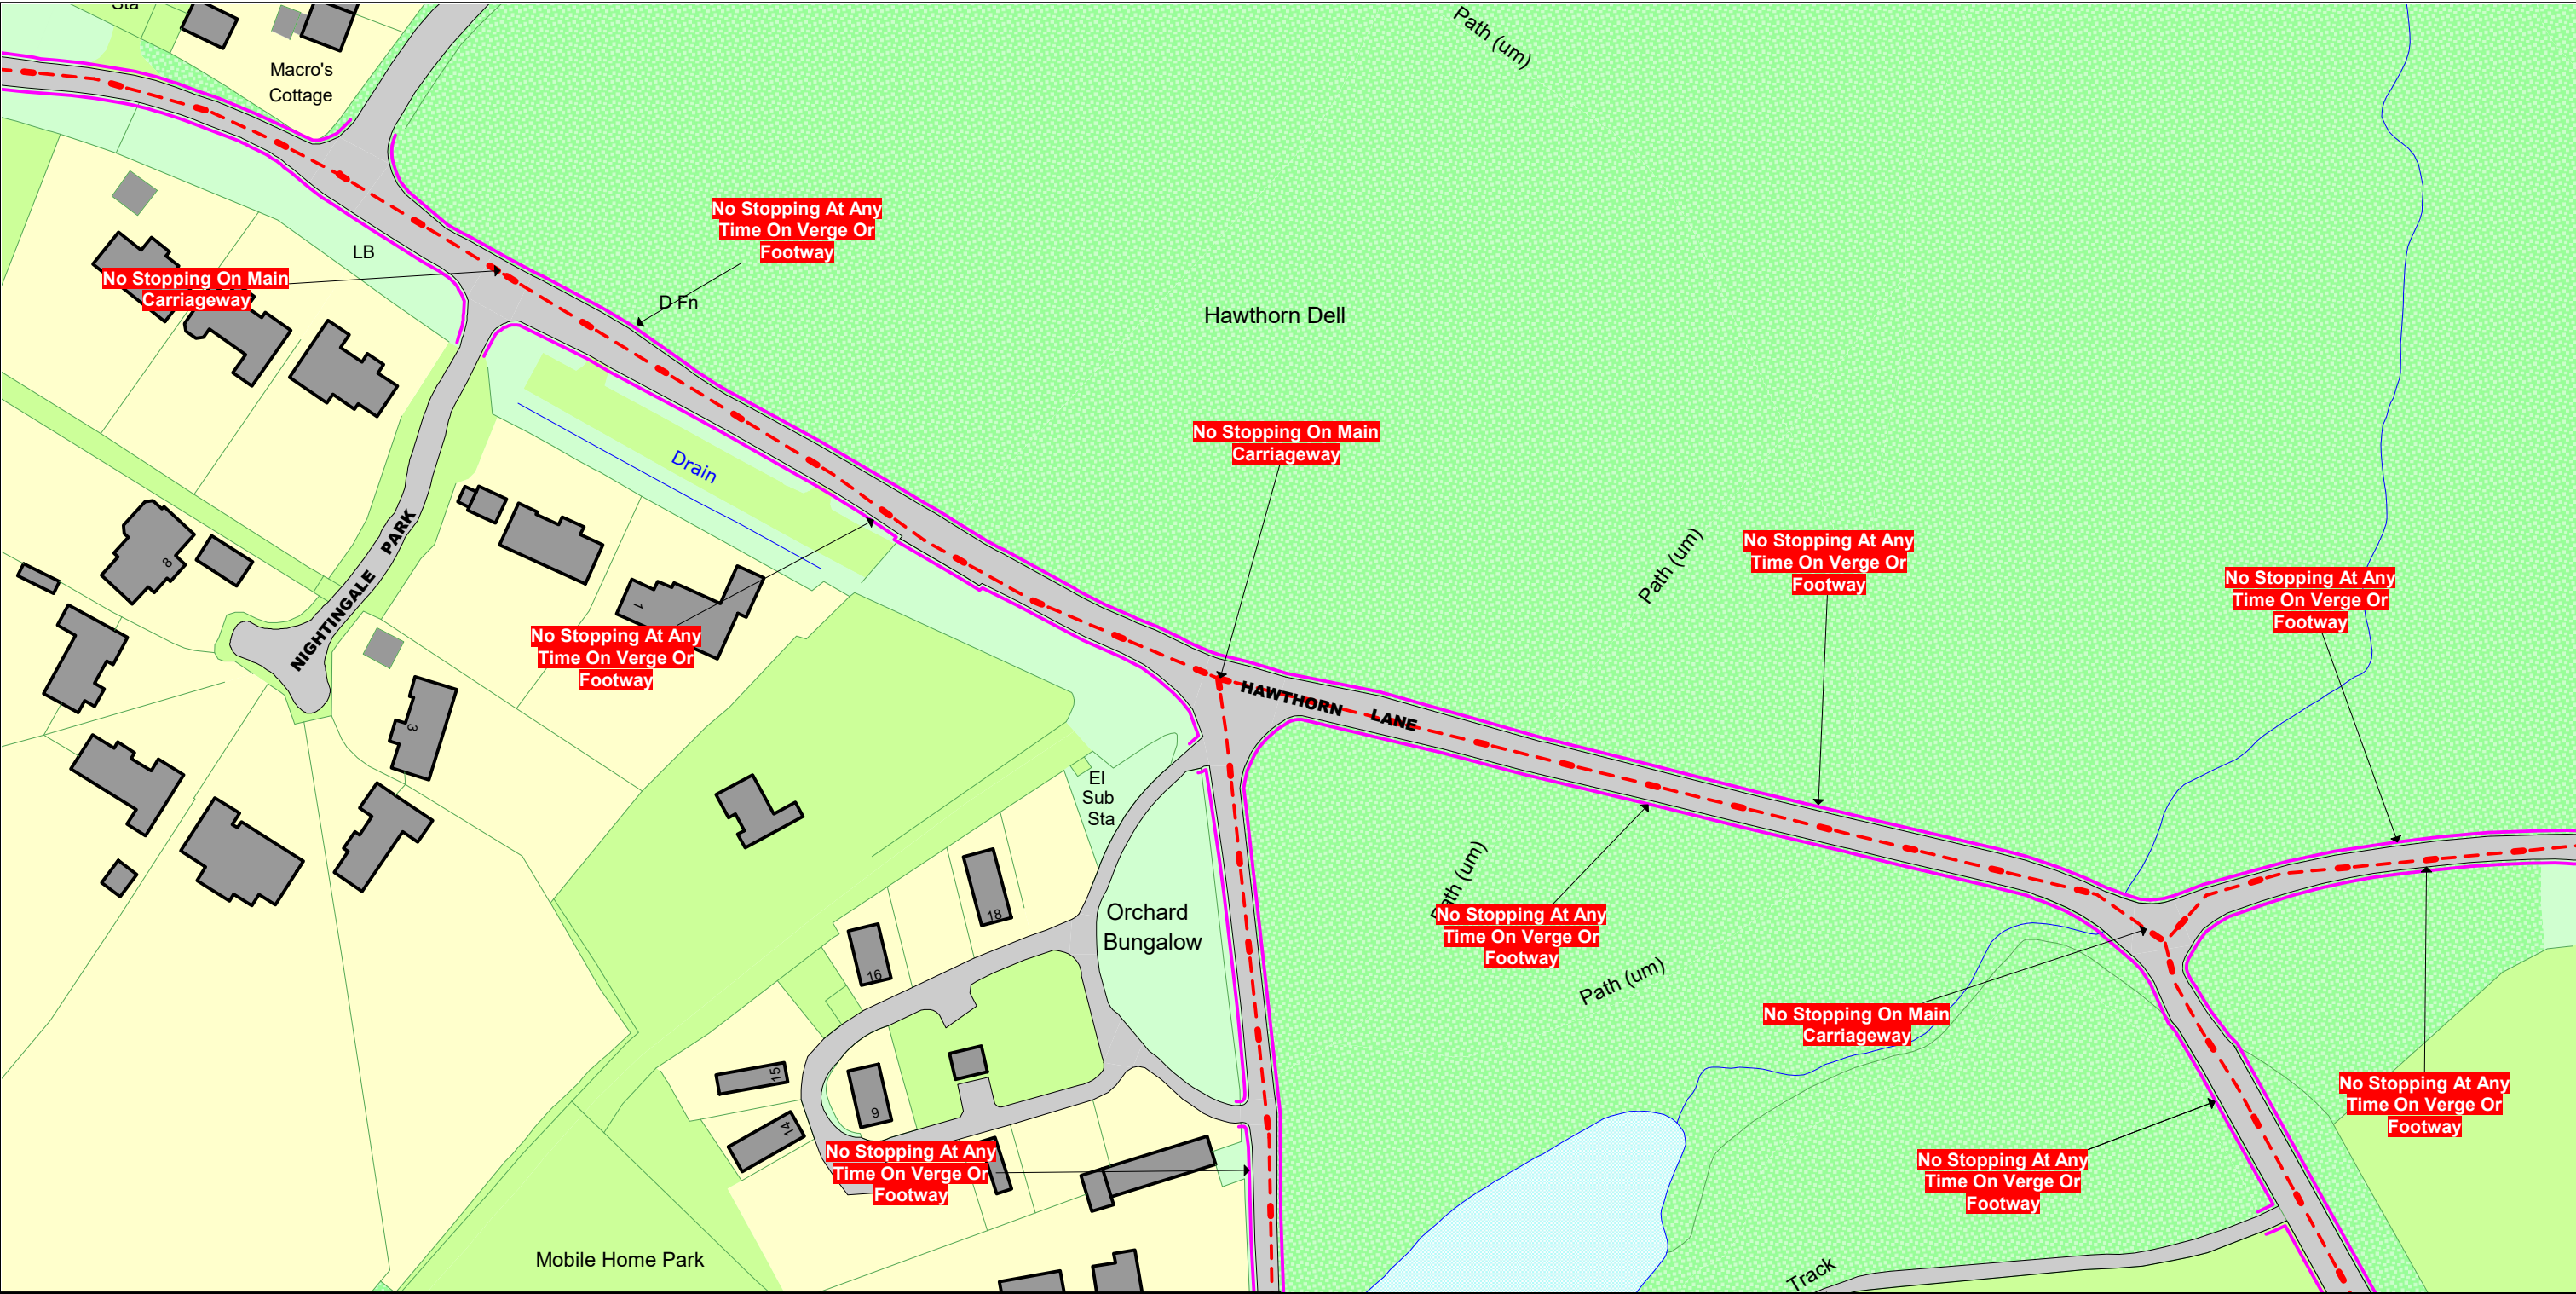 Sta
Path (um)
Macro's
Cottage
No Stopping At Any
Time On Verge Or
Footway
LB
No Stopping On Main
Carriageway
D Fn
Hawthorn Dell
No Stopping On Main
Carriageway
Drain
NIGHTINGALE PARK
8
Path (um)
No Stopping At Any
Time On Verge Or
Footway
No Stopping At Any
Time On Verge Or
Footway
1
No Stopping At Any
Time On Verge Or
Footway
HAWTHORN LANE
3
El
Sub
Sta
Path (um)
18
Orchard
Bungalow
No Stopping At Any
Time On Verge Or
Footway
16
Path (um)
No Stopping On Main
Carriageway
15
9
14
No Stopping At Any
Time On Verge Or
Footway
No Stopping At Any
Time On Verge Or
Footway
No Stopping At Any
Time On Verge Or
Footway
Mobile Home Park
Track